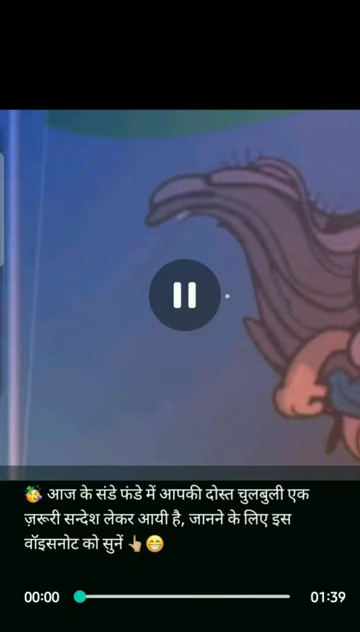 🥳 आज के संडे फंडे में आपकी दोस्त चुलबुली एक
ज़रूरी सन्देश लेकर आयी है, जानने के लिए इस
वॉइसनोट को सुनें 👆🏼😁
00:00 01:39